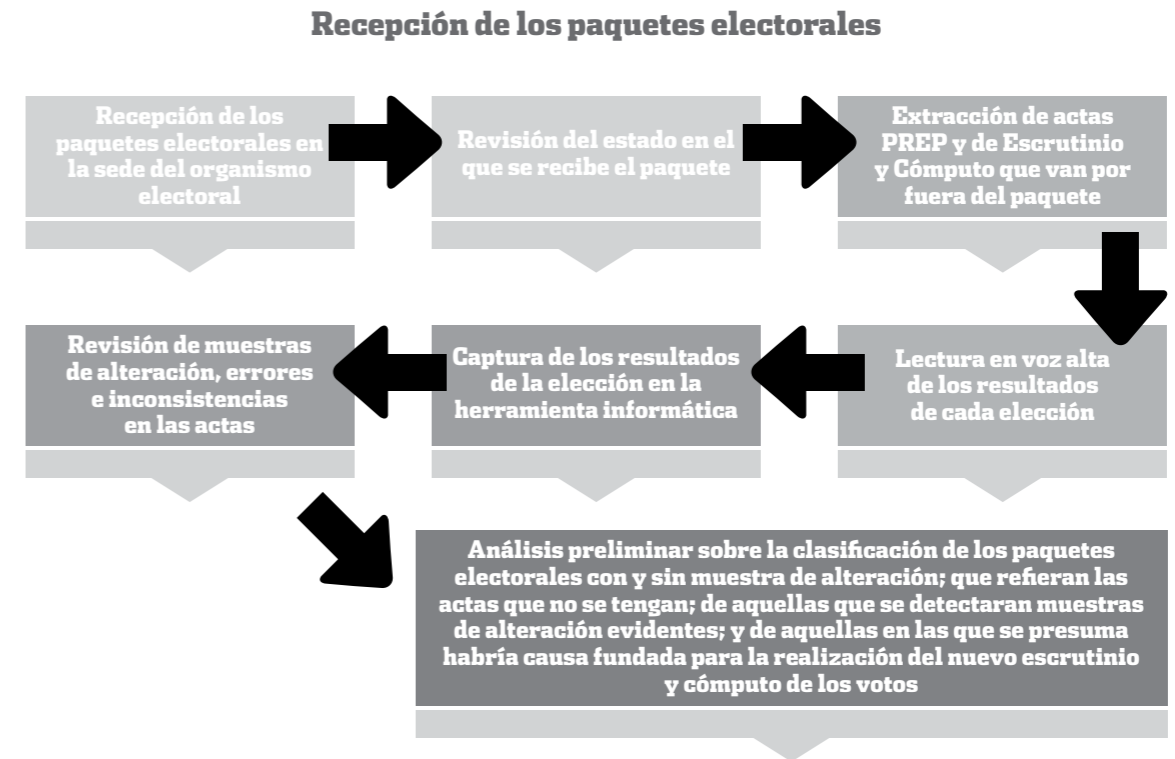 Recepción de los paquetes electorales
Recepción de los
paquetes electorales en
la sede del organismo
electoral
Revisión del estado en el
que se recibe el paquete
Extracción de actas
PREP y de Escrutinio
y Cómputo que van por
fuera del paquete
Lectura en voz alta
de los resultados
de cada elección
Captura de los resultados
de la elección en la
herramienta informática
Revisión de muestras
de alteración, errores
e inconsistencias
en las actas
Análisis preliminar sobre la clasificación de los paquetes
electorales con y sin muestra de alteración; que refieran las
actas que no se tengan; de aquellas que se detectaran muestras
de alteración evidentes; y de aquellas en las que se presuma
habría causa fundada para la realización del nuevo escrutinio
y cómputo de los votos